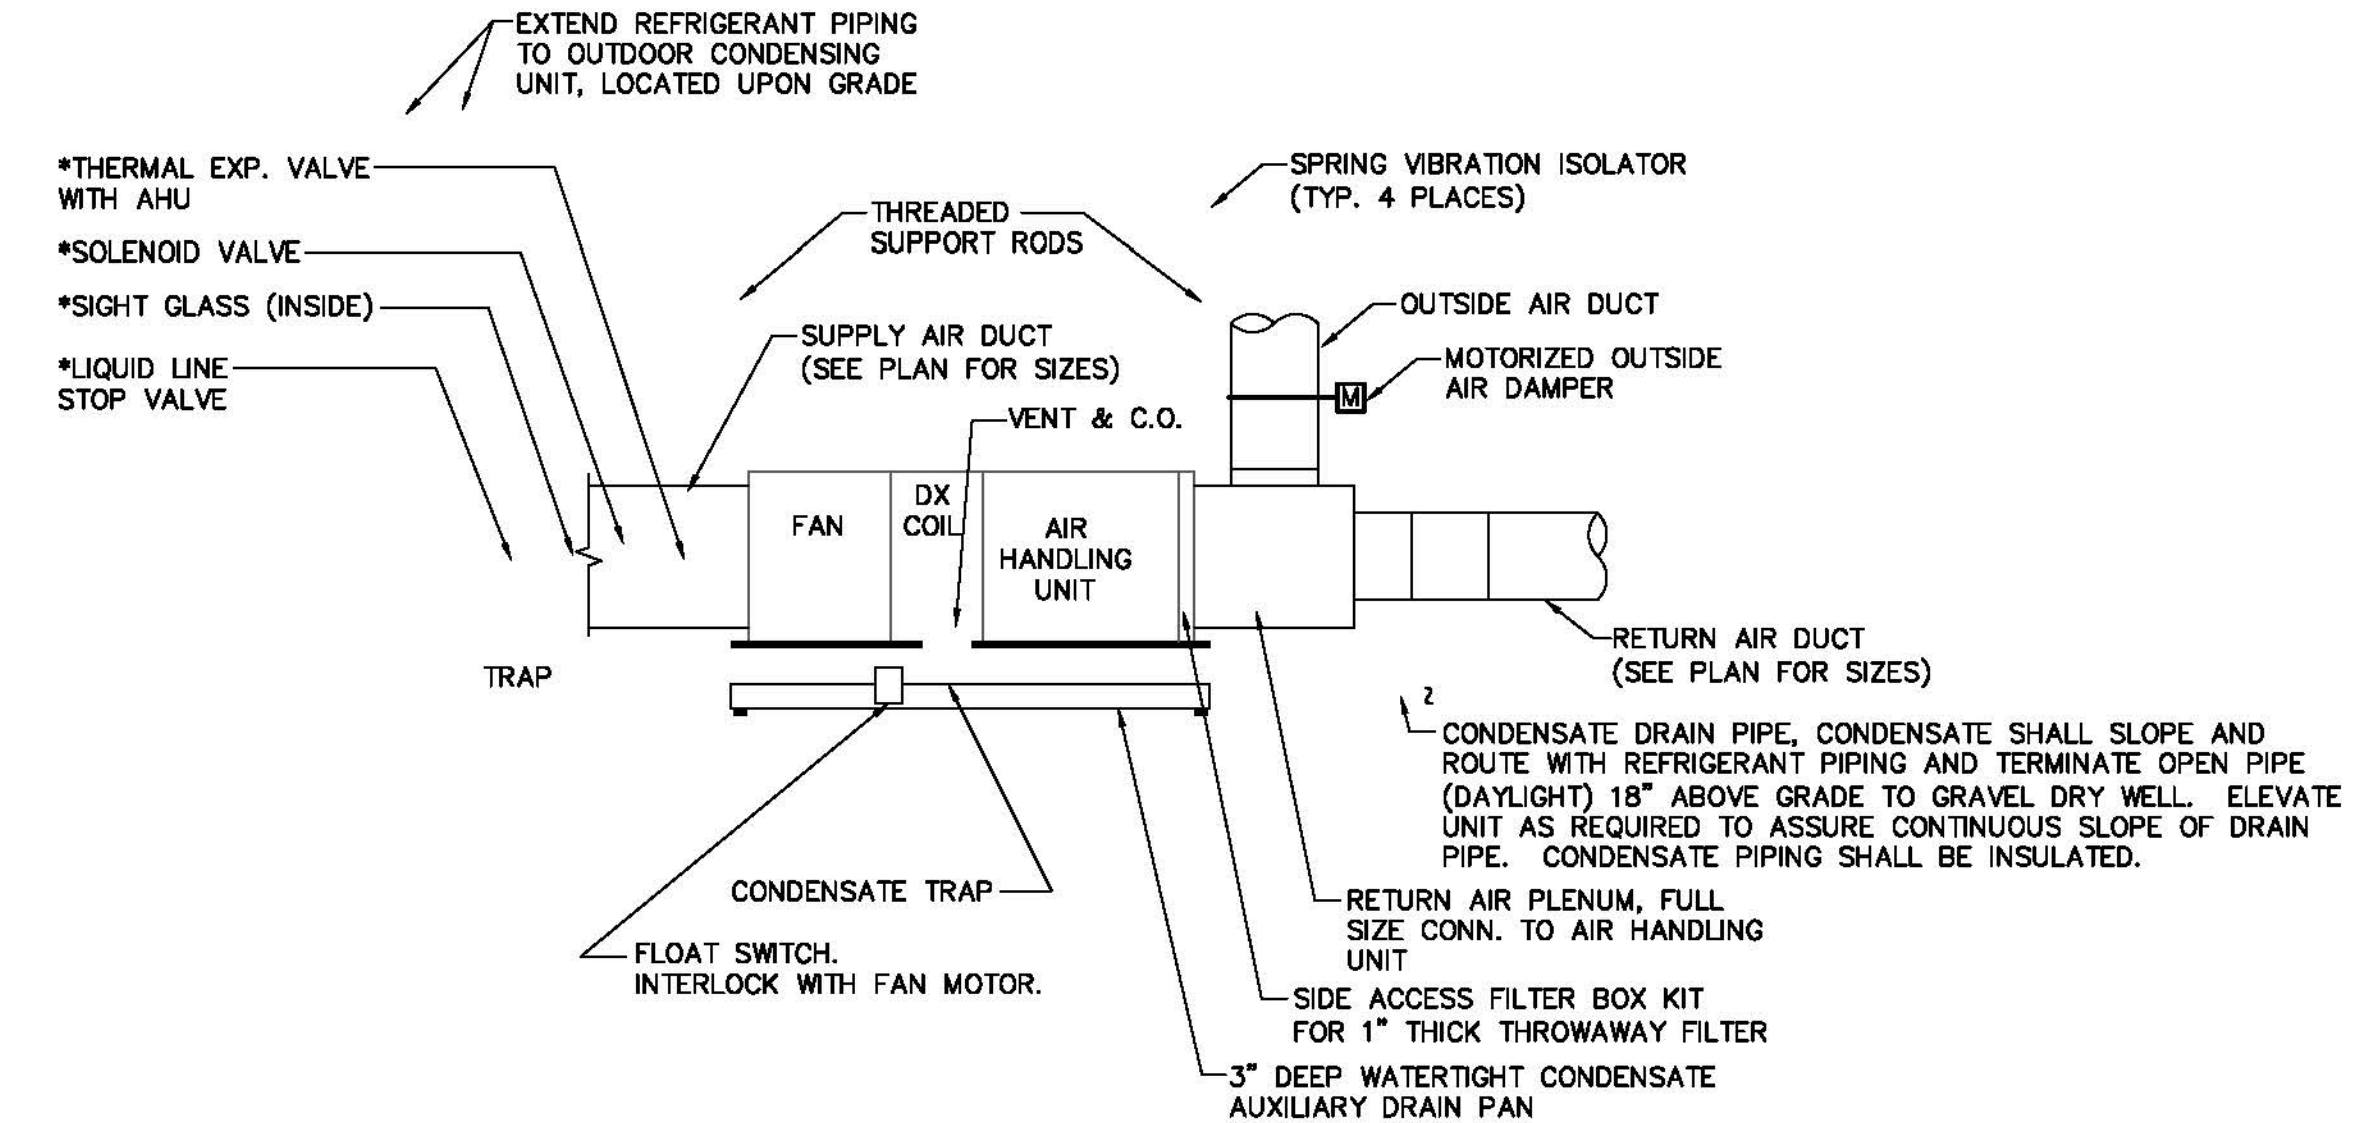 EXTEND REFRIGERANT PIPING
TO OUTDOOR CONDENSING
UNIT, LOCATED UPON GRADE
*THERMAL EXP. VALVE
WITH AHU
*SOLENOID VALVE
*SIGHT GLASS (INSIDE)
*LIQUID LINE
STOP VALVE
THREADED
SUPPORT RODS
SPRING VIBRATION ISOLATOR
(TYP. 4 PLACES)
SUPPLY AIR DUCT
(SEE PLAN FOR SIZES)
VENT & C.O.
OUTSIDE AIR DUCT
MOTORIZED OUTSIDE
AIR DAMPER
M
FAN
DX
COIL
AIR
HANDLING
UNIT
TRAP
RETURN AIR DUCT
(SEE PLAN FOR SIZES)
CONDENSATE DRAIN PIPE, CONDENSATE SHALL SLOPE AND
ROUTE WITH REFRIGERANT PIPING AND TERMINATE OPEN PIPE
(DAYLIGHT) 18" ABOVE GRADE TO GRAVEL DRY WELL. ELEVATE
UNIT AS REQUIRED TO ASSURE CONTINUOUS SLOPE OF DRAIN
PIPE. CONDENSATE PIPING SHALL BE INSULATED.
CONDENSATE TRAP
FLOAT SWITCH.
INTERLOCK WITH FAN MOTOR.
RETURN AIR PLENUM, FULL
SIZE CONN. TO AIR HANDLING
UNIT
SIDE ACCESS FILTER BOX KIT
FOR 1" THICK THROWAWAY FILTER
3" DEEP WATERTIGHT CONDENSATE
AUXILIARY DRAIN PAN